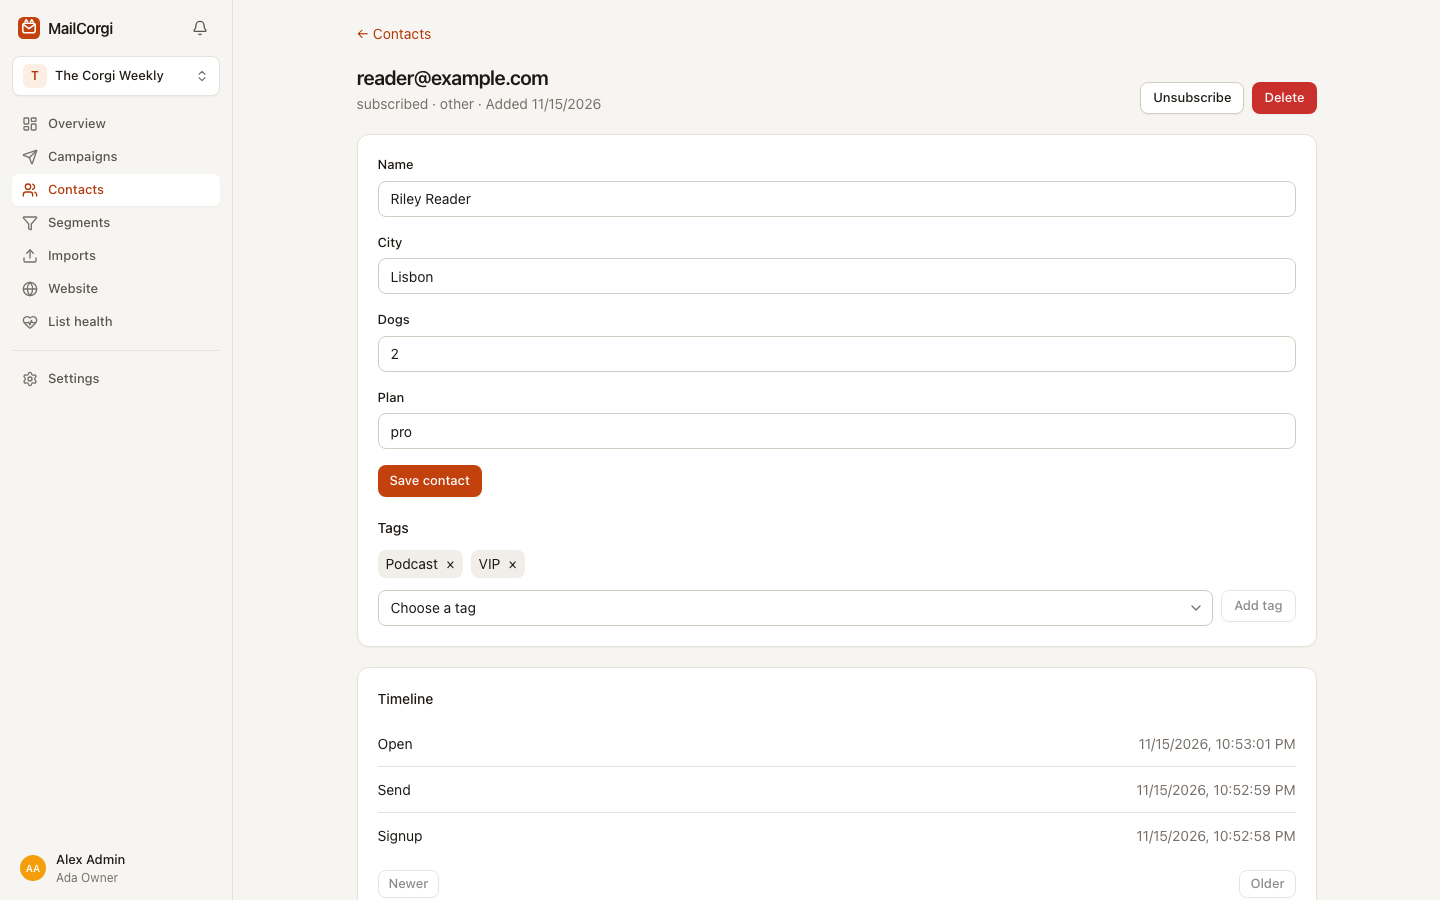 MailCorgi
T The Corgi Weekly
Overview
Campaigns
Contacts
Segments
Imports
Website
List health
Settings
AA
Alex Admin
Ada Owner
← Contacts
reader@example.com
subscribed · other · Added 11/15/2026
Unsubscribe
Delete
Name
Riley Reader
City
Lisbon
Dogs
2
Plan
pro
Save contact
Tags
Podcast ×
VIP ×
Choose a tag
Add tag
Timeline
Open 11/15/2026, 10:53:01 PM
Send 11/15/2026, 10:52:59 PM
Signup 11/15/2026, 10:52:58 PM
Newer
Older